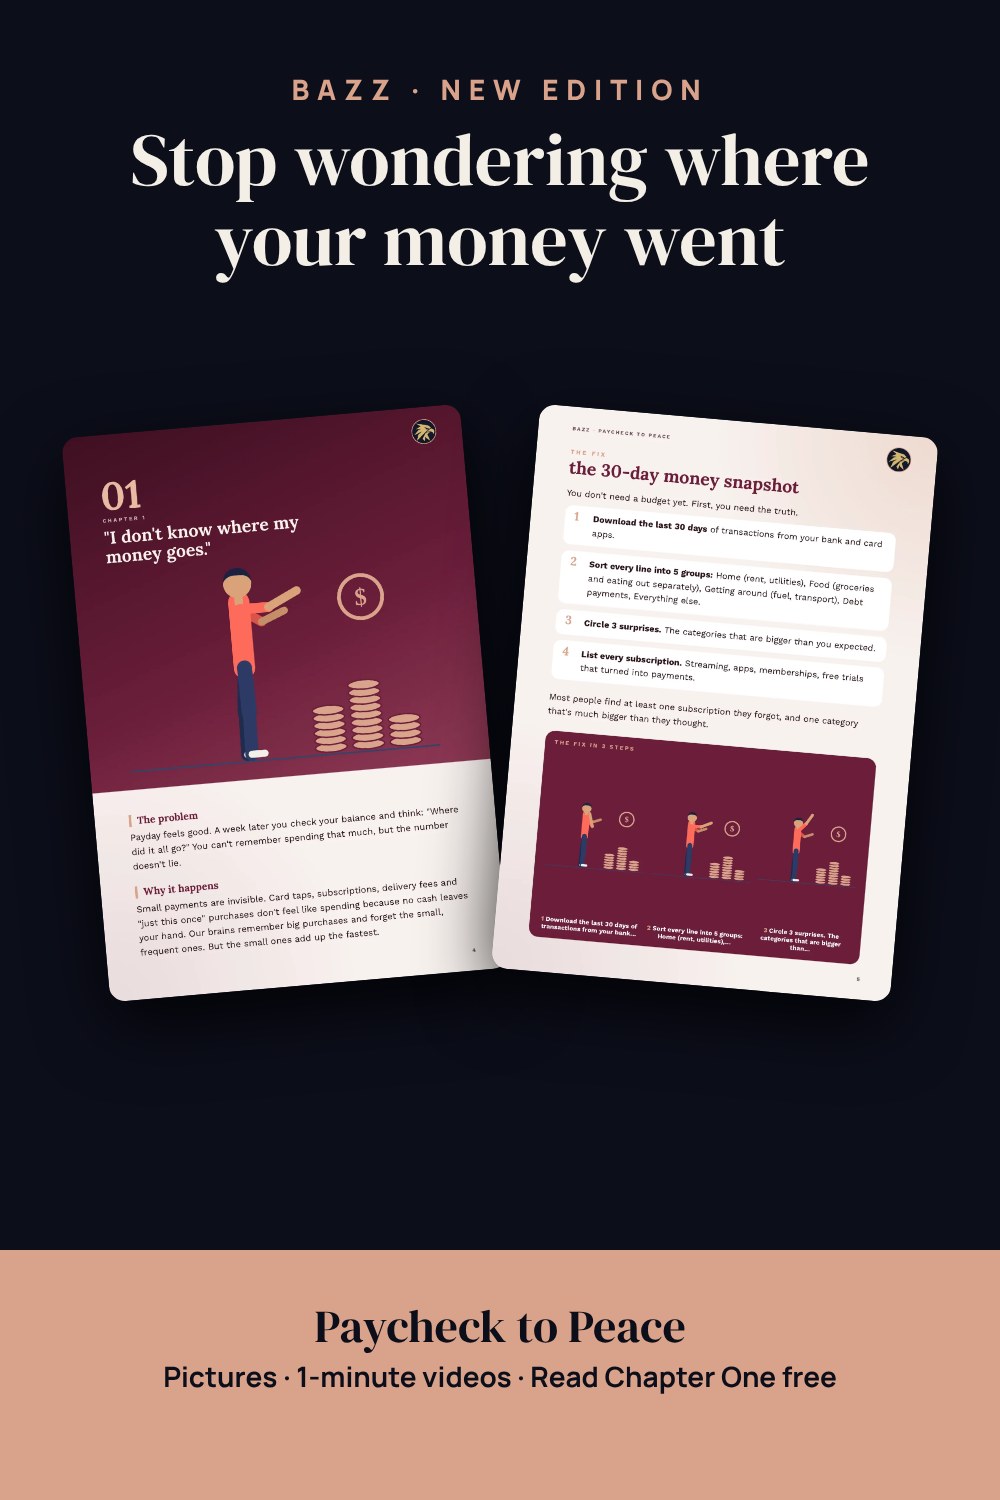 BAZZ · NEW EDITION
Stop wondering where
your money went
01
CHAPTER 1
"I don't know where my
money goes."
$
The problem
Payday feels good. A week later you check your balance and think: "Where
did it all go?" You can't remember spending that much, but the number
doesn't lie.
Why it happens
Small payments are invisible. Card taps, subscriptions, delivery fees and
"just this once" purchases don't feel like spending because no cash leaves
your hand. Our brains remember big purchases and forget the small,
frequent ones. But the small ones add up the fastest.
BAZZ · PAYCHECK TO PEACE
THE FIX
the 30-day money snapshot
You don't need a budget yet. First, you need the truth.
1 Download the last 30 days of transactions from your bank and card
apps.
2 Sort every line into 5 groups: Home (rent, utilities), Food (groceries
and eating out separately), Getting around (fuel, transport), Debt
payments, Everything else.
3 Circle 3 surprises. The categories that are bigger than you expected.
4 List every subscription. Streaming, apps, memberships, free trials
that turned into payments.
Most people find at least one subscription they forgot, and one category
that's much bigger than they thought.
THE FIX IN 3 STEPS
$ $ $
1 Download the last 30 days of
transactions from your bank...
2 Sort every line into 5 groups:
Home (rent, utilities),...
3 Circle 3 surprises. The
categories that are bigger
than...
Paycheck to Peace
Pictures · 1-minute videos · Read Chapter One free